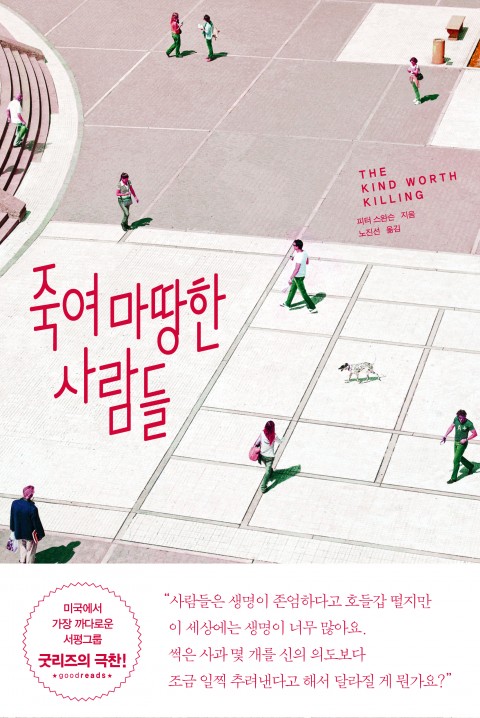 THE
KIND WORTH
KILLING
피터 스완슨 지음
노진선 옮김
죽여 마땅한
사람들
미국에서
가장 까다로운
서평그룹
굿리즈의 극찬!
★goodreads★
“사람들은 생명이 존엄하다고 호들갑 떨지만
이 세상에는 생명이 너무 많아요.
썩은 사과 몇 개를 신의 의도보다
조금 일찍 추려낸다고 해서 달라질 게 뭔가요?”